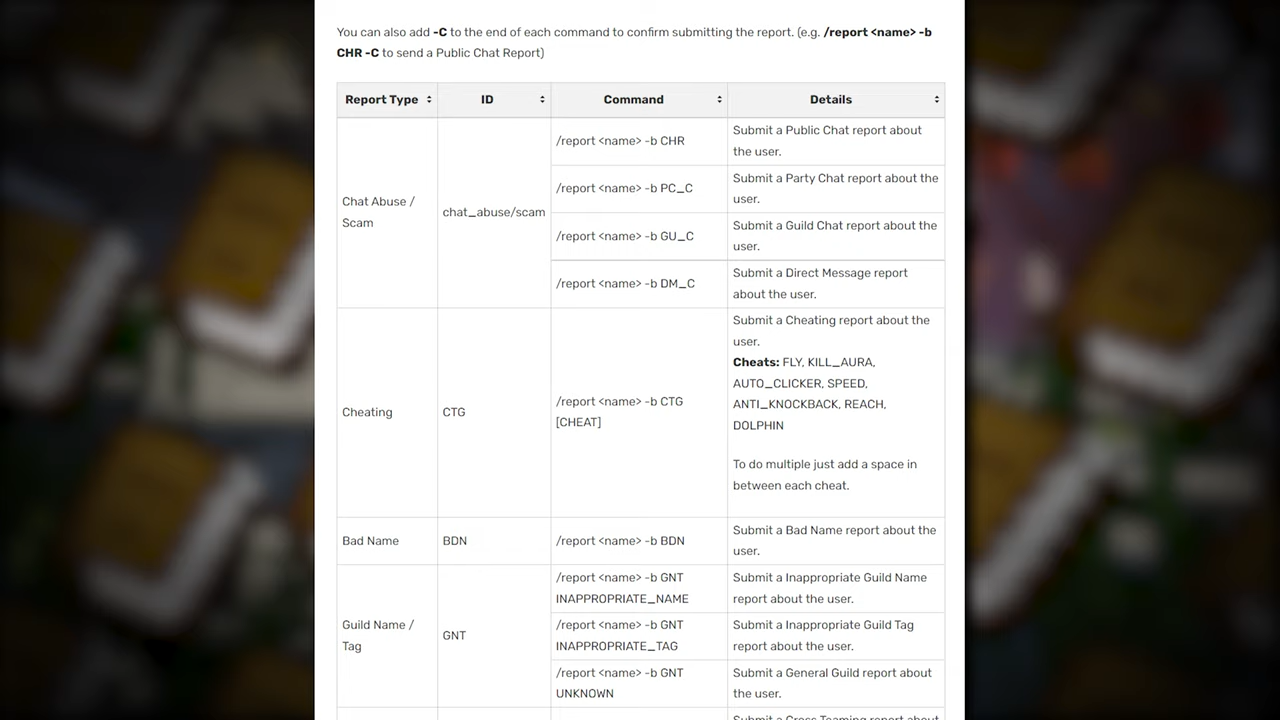 You can also add -C to the end of each command to confirm submitting the report. (e.g. /report <name> -b
CHR -C to send a Public Chat Report)
Report Type ID Command Details
Chat Abuse /
Scam
chat_abuse/scam
/report <name> -b CHR
Submit a Public Chat report about
the user.
/report <name> -b PC_C
Submit a Party Chat report about the
user.
/report <name> -b GU_C
Submit a Guild Chat report about the
user.
/report <name> -b DM_C
Submit a Direct Message report
about the user.
Cheating
CTG
/report <name> -b CTG
[CHEAT]
Submit a Cheating report about the
user.
Cheats: FLY, KILL_AURA,
AUTO_CLICKER, SPEED,
ANTI_KNOCKBACK, REACH,
DOLPHIN
To do multiple just add a space in
between each cheat.
Bad Name
BDN
/report <name> -b BDN
Submit a Bad Name report about the
user.
Guild Name /
Tag
GNT
/report <name> -b GNT
INAPPROPRIATE_NAME
Submit a Inappropriate Guild Name
report about the user.
/report <name> -b GNT
INAPPROPRIATE_TAG
Submit a Inappropriate Guild Tag
report about the user.
/report <name> -b GNT
UNKNOWN
Submit a General Guild report about
the user.
Submit a Cross Teaming report about